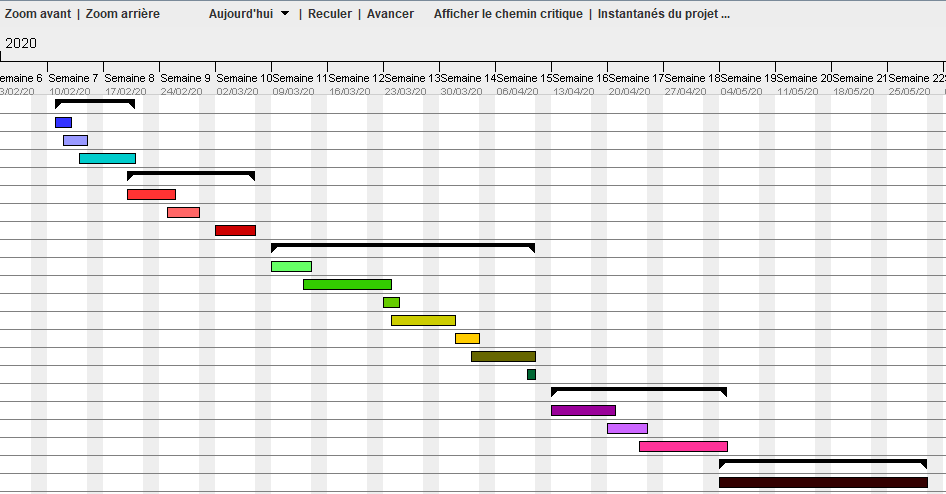 Zoom avant | Zoom arrière Aujourd'hui | Reculer | Avancer Afficher le chemin critique | Instantanés du projet ...
2020
emaine 6 Semaine 7 Semaine 8 Semaine 9 Semaine 10 Semaine 11 Semaine 12 Semaine 13 Semaine 14 Semaine 15 Semaine 16 Semaine 17 Semaine 18 Semaine 19 Semaine 20 Semaine 21 Semaine 22 S
3/02/20 10/02/20 17/02/20 24/02/20 02/03/20 09/03/20 16/03/20 23/03/20 30/03/20 06/04/20 13/04/20 20/04/20 27/04/20 04/05/20 11/05/20 18/05/20 25/05/20 0